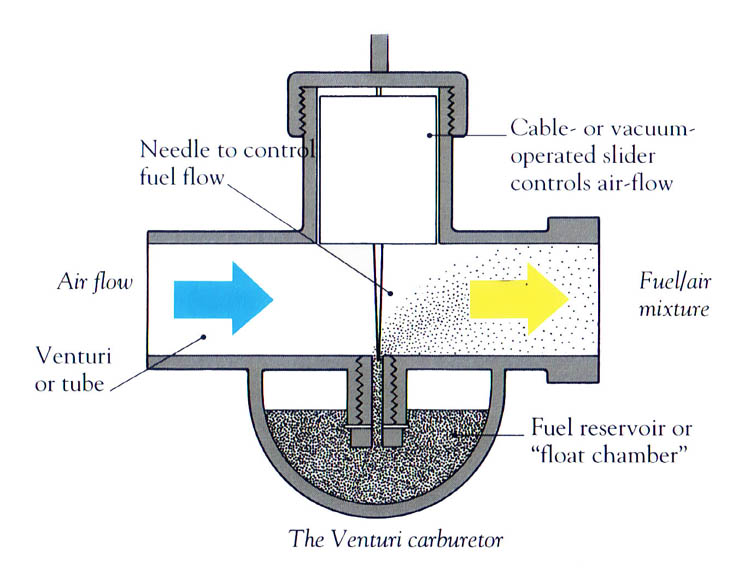 Needle to control
fuel flow
Cable- or vacuum-
operated slider
controls air-flow
Air flow
Fuel/air
mixture
Venturi
or tube
Fuel reservoir or
“float chamber”
The Venturi carburetor